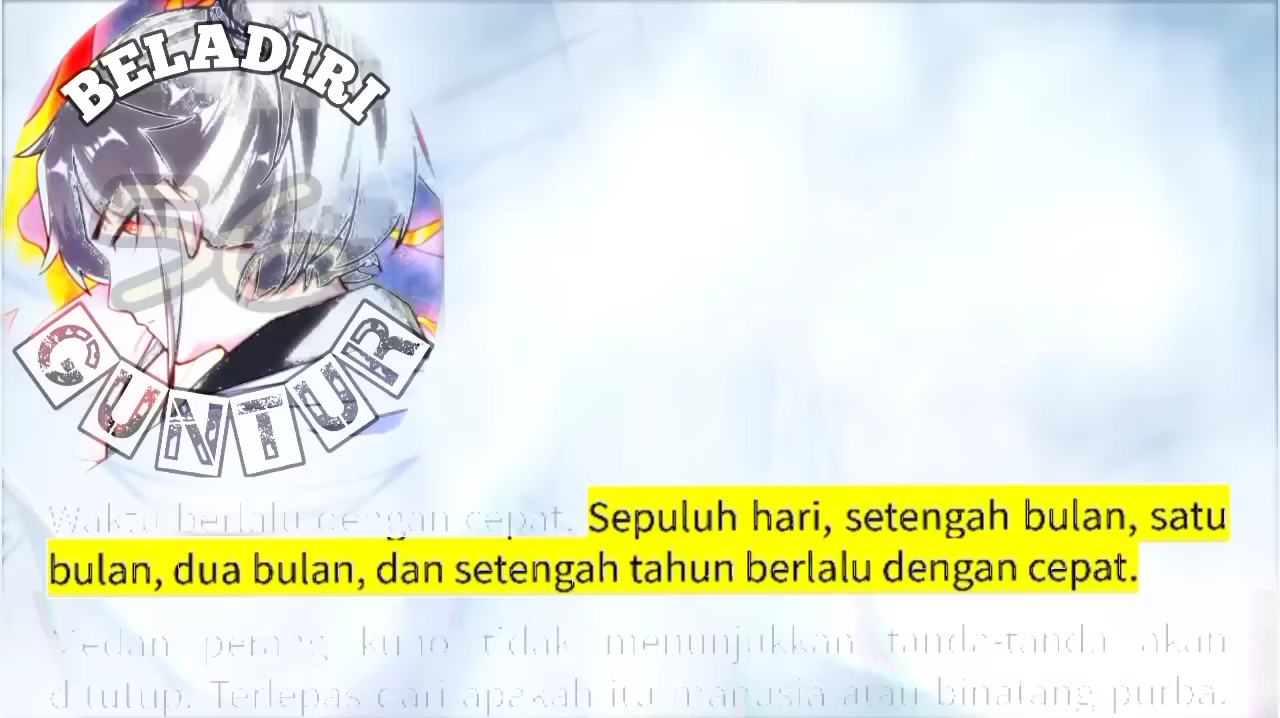 BELADIRI
GUNTUR
Waktu berlalu dengan cepat. Sepuluh hari, setengah bulan, satu
bulan, dua bulan, dan setengah tahun berlalu dengan cepat.
Medan perang kuno tidak menunjukkan tanda-tanda akan
ditutup. Terlepas dari apakah itu manusia atau binatang purba,